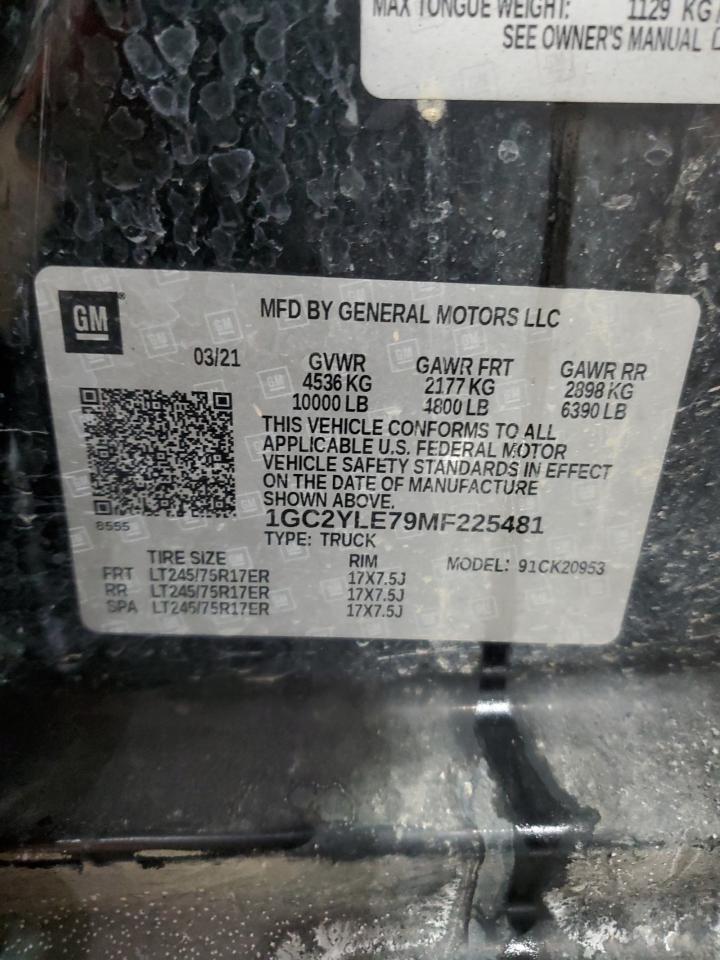 MAX TONGUE WEIGHT: 1129 KG
SEE OWNER'S MANUAL
GM®
MFD BY GENERAL MOTORS LLC
03/21 GVWR GAWR FRT GAWR RR
4536 KG 2177 KG 2898 KG
10000 LB 4800 LB 6390 LB
THIS VEHICLE CONFORMS TO ALL
APPLICABLE U.S. FEDERAL MOTOR
VEHICLE SAFETY STANDARDS IN EFFECT
ON THE DATE OF MANUFACTURE
SHOWN ABOVE.
8555
1GC2YLE79MF225481
TYPE: TRUCK
TIRE SIZE RIM MODEL: 91CK20953
FRT LT245/75R17ER 17X7.5J
RR LT245/75R17ER 17X7.5J
SPA LT245/75R17ER 17X7.5J